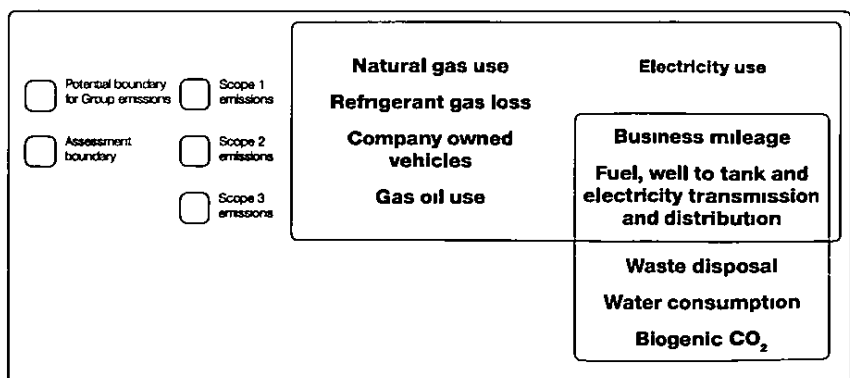 Potential boundary
for Group emissions
Assessment
boundary
Scope 1
emissions
Scope 2
emissions
Scope 3
emissions
Natural gas use
Refrigerant gas loss
Company owned
vehicles
Gas oil use
Electricity use
Business mileage
Fuel, well to tank and
electricity transmission
and distribution
Waste disposal
Water consumption
Biogenic CO₂